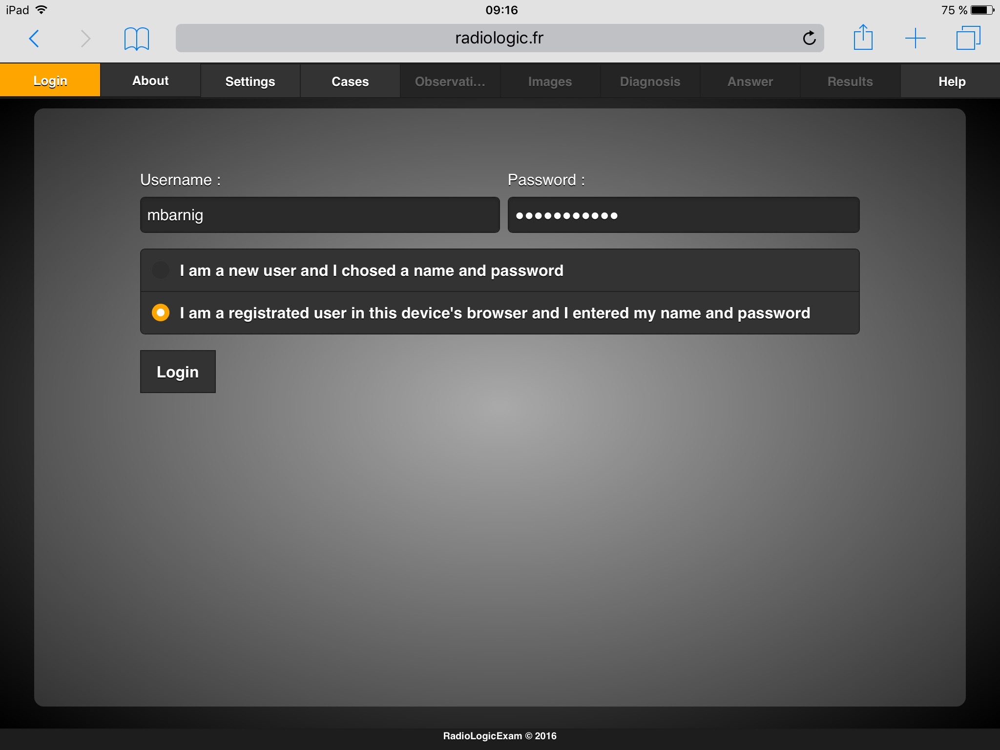 iPad 09:16 75 %
radiologic.fr
Login About Settings Cases Observati... Images Diagnosis Answer Results Help
Username : Password :
mbarnig •••••••••••
I am a new user and I chosed a name and password
I am a registrated user in this device's browser and I entered my name and password
Login
RadioLogicExam © 2016